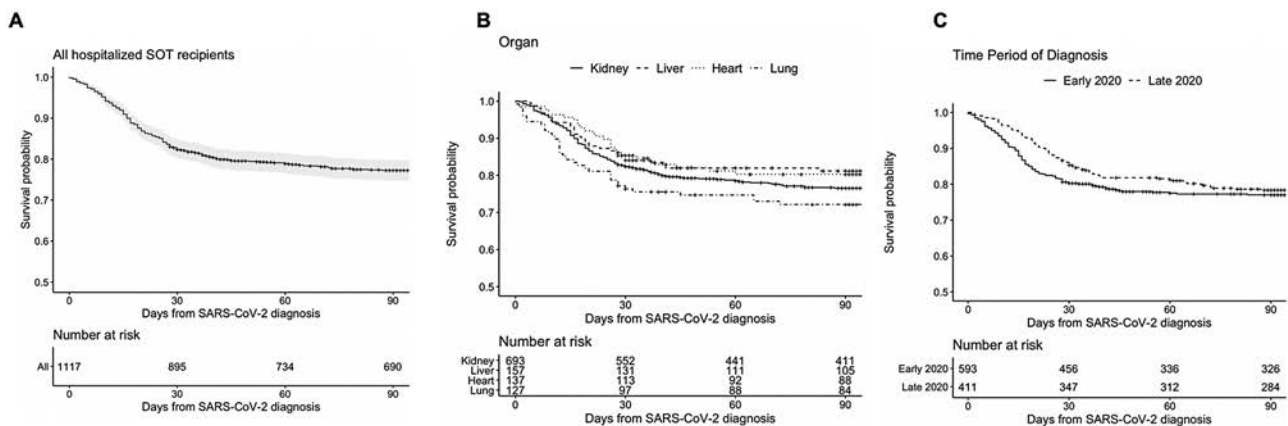 A
All hospitalized SOT recipients
1.0
0.9
0.8
0.7
0.6
0.5
Survival probability
0 30 60 90
Days from SARS-CoV-2 diagnosis
Number at risk
All 1117 895 734 690
0 30 60 90
Days from SARS-CoV-2 diagnosis
B
Organ
Kidney Liver Heart Lung
1.0
0.9
0.8
0.7
0.6
0.5
Survival probability
0 30 60 90
Days from SARS-CoV-2 diagnosis
Number at risk
Kidney 693 552 441 411
Liver 157 131 111 105
Heart 137 113 92 88
Lung 127 97 88 84
0 30 60 90
Days from SARS-CoV-2 diagnosis
C
Time Period of Diagnosis
Early 2020 Late 2020
1.0
0.9
0.8
0.7
0.6
0.5
Survival probability
0 30 60 90
Days from SARS-CoV-2 diagnosis
Number at risk
Early 2020 593 456 336 326
Late 2020 411 347 312 284
0 30 60 90
Days from SARS-CoV-2 diagnosis